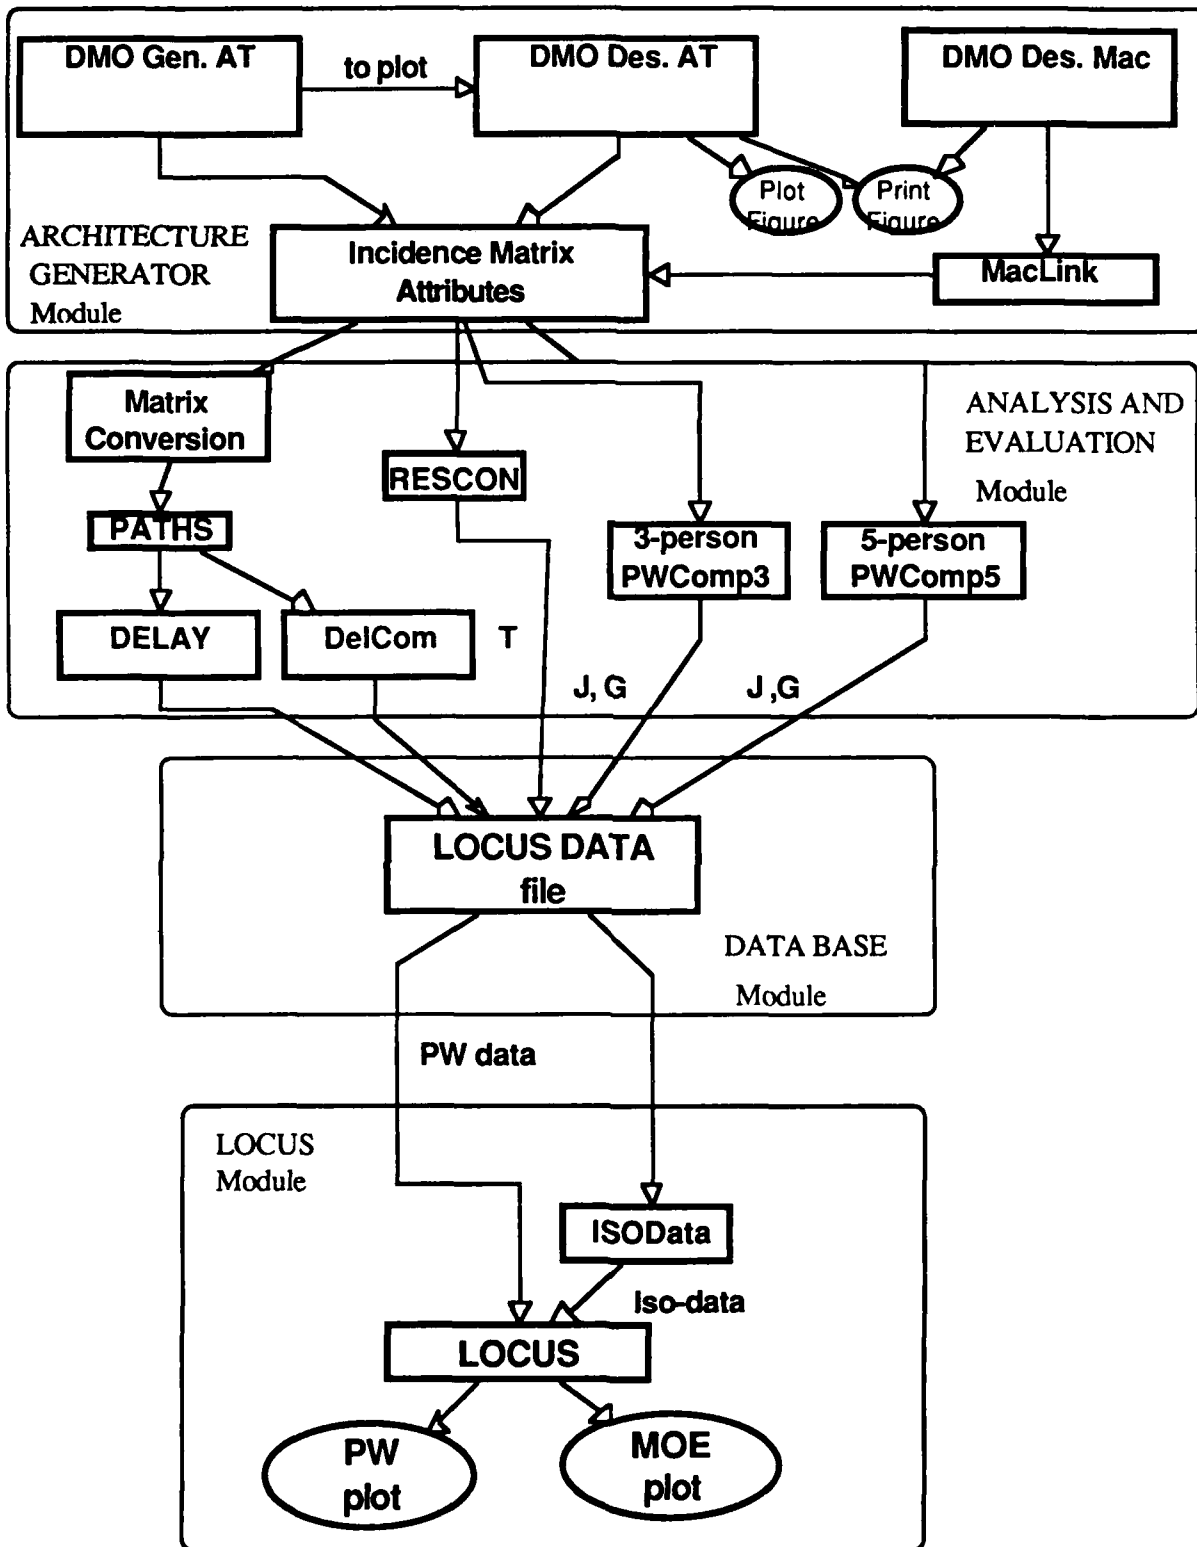 DMO Gen. AT
to plot
DMO Des. AT
DMO Des. Mac
Plot
Figure
Print
Figure
ARCHITECTURE
GENERATOR
Module
Incidence Matrix
Attributes
MacLink
Matrix
Conversion
ANALYSIS AND
EVALUATION
Module
RESCON
PATHS
3-person
PWComp3
5-person
PWComp5
DELAY
DelCom
T
J, G
J ,G
LOCUS DATA
file
DATA BASE
Module
PW data
LOCUS
Module
ISOData
Iso-data
LOCUS
PW
plot
MOE
plot